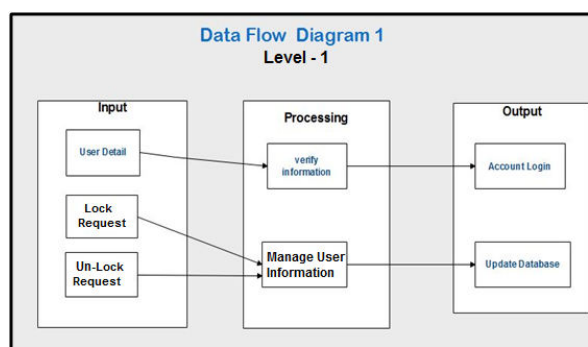 Data Flow Diagram 1
Level - 1
Input
User Detail
Lock
Request
Un-Lock
Request
Processing
verify
information
Manage User
Information
Output
Account Login
Update Database